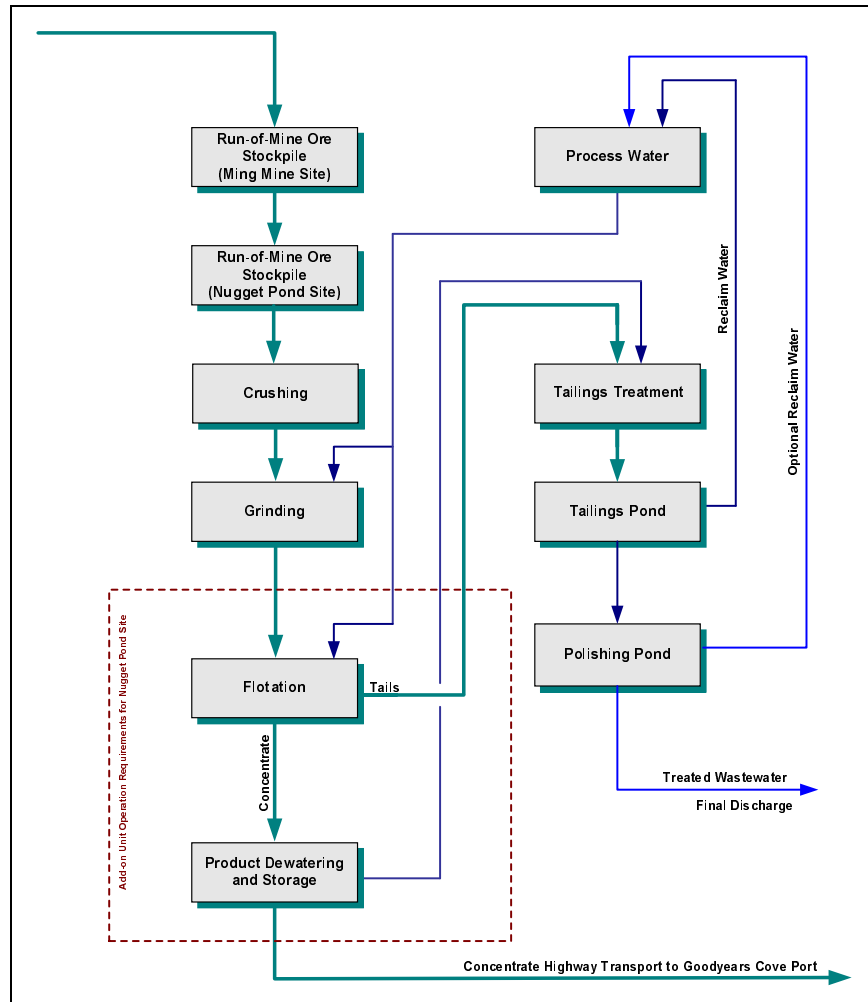 Run-of-Mine Ore
Stockpile
(Ming Mine Site)
Process Water
Run-of-Mine Ore
Stockpile
(Nugget Pond Site)
Reclaim Water
Optional Reclaim Water
Crushing
Tailings Treatment
Grinding
Tailings Pond
Add-on Unit Operation Requirements for Nugget Pond Site
Flotation
Tails
Polishing Pond
Concentrate
Treated Wastewater
Final Discharge
Product Dewatering
and Storage
Concentrate Highway Transport to Goodyears Cove Port